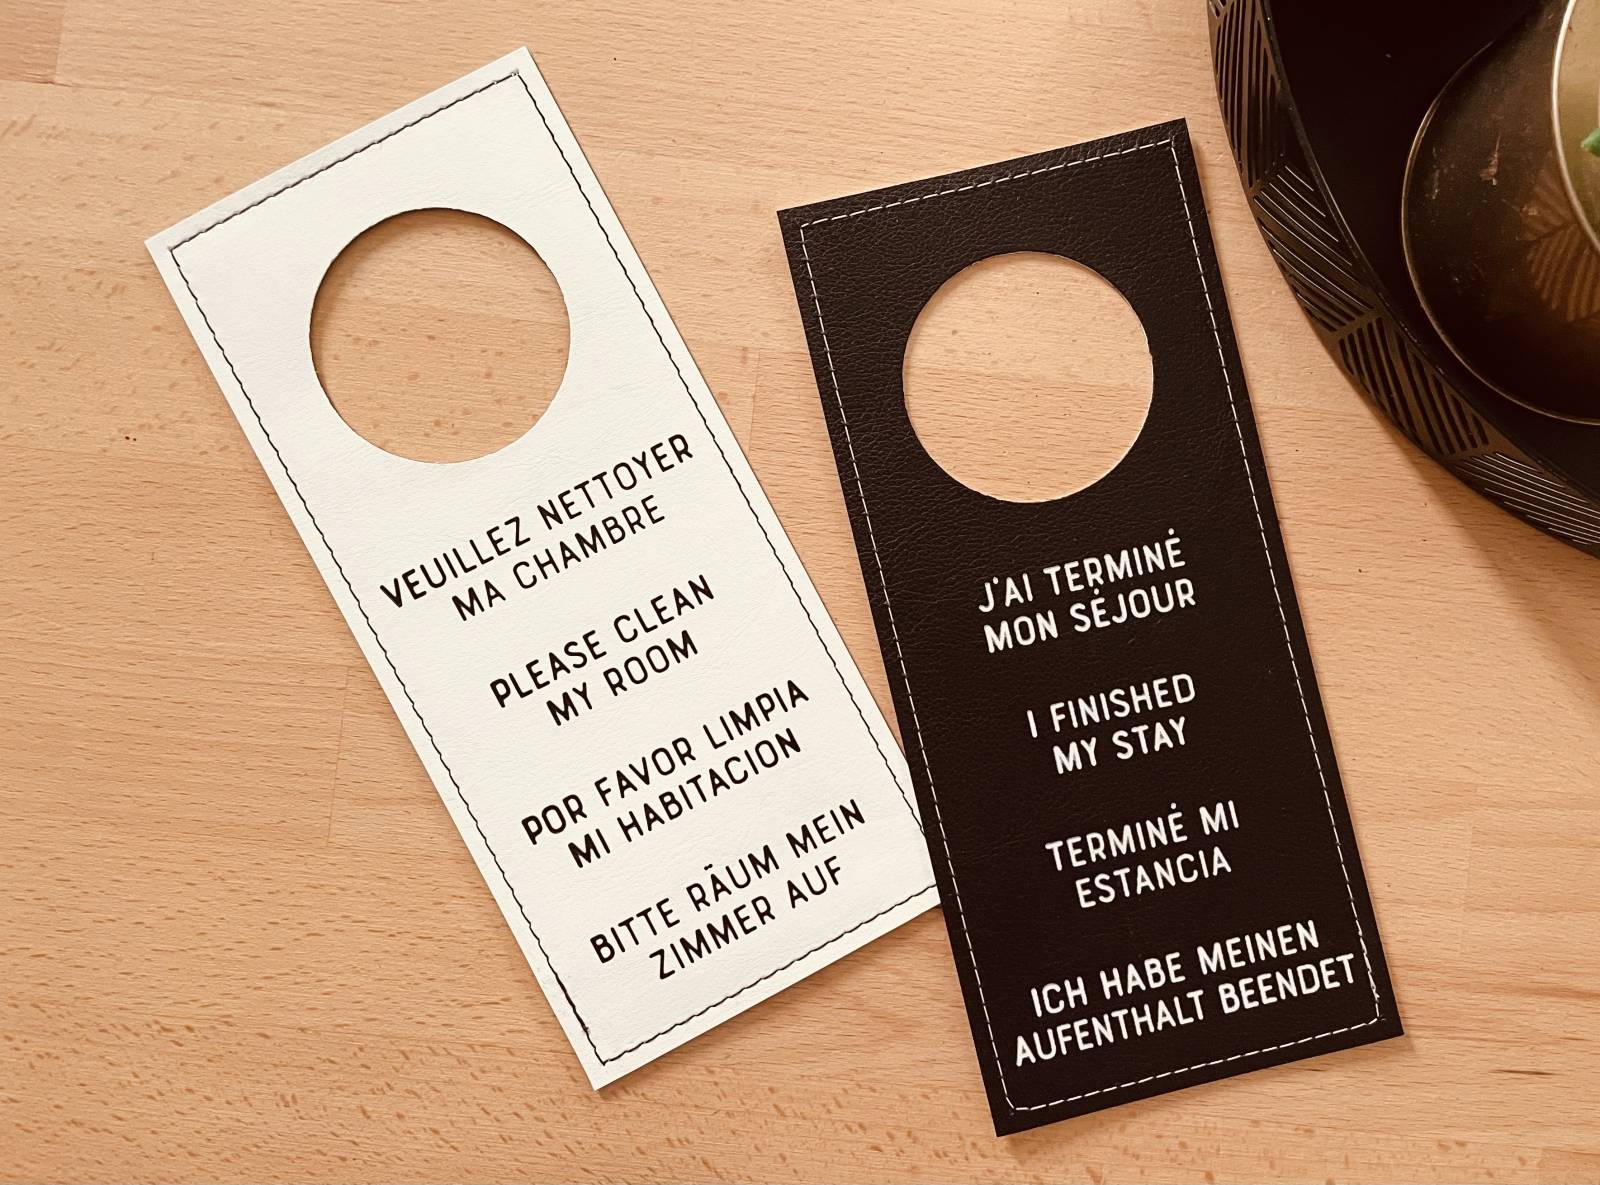 VEUILLEZ NETTOYER
MA CHAMBRE
PLEASE CLEAN
MY ROOM
POR FAVOR LIMPIA
MI HABITACION
BITTE RÄUM MEIN
ZIMMER AUF
J'AI TERMINÉ
MON SÉJOUR
I FINISHED
MY STAY
TERMINÉ MI
ESTANCIA
ICH HABE MEINEN
AUFENTHALT BEENDET